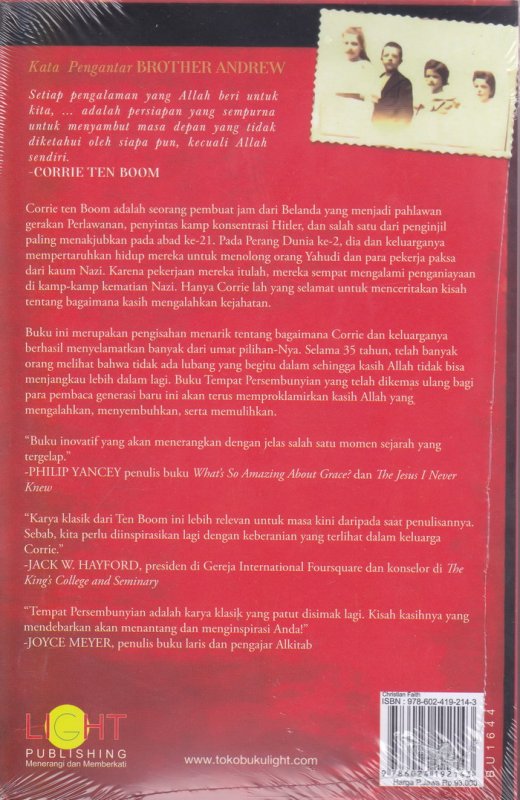 Kata Pengantar BROTHER ANDREW
Setiap pengalaman yang Allah beri untuk
kita, ... adalah persiapan yang sempurna
untuk menyambut masa depan yang tidak
diketahui oleh siapa pun, kecuali Allah
sendiri.
-CORRIE TEN BOOM
Corrie ten Boom adalah seorang pembuat jam dari Belanda yang menjadi pahlawan
gerakan Perlawanan, penyintas kamp konsentrasi Hitler, dan salah satu dari penginjil
paling menakjubkan pada abad ke-21. Pada Perang Dunia ke-2, dia dan keluarganya
mempertaruhkan hidup mereka untuk menolong orang Yahudi dan para pekerja paksa
dari kaum Nazi. Karena pekerjaan mereka itulah, mereka sempat mengalami penganiayaan
di kamp-kamp kematian Nazi. Hanya Corrie lah yang selamat untuk menceritakan kisah
tentang bagaimana kasih mengalahkan kejahatan.
Buku ini merupakan pengisahan menarik tentang bagaimana Corrie dan keluarganya
berhasil menyelamatkan banyak dari umat pilihan-Nya. Selama 35 tahun, telah banyak
orang melihat bahwa tidak ada lubang yang begitu dalam sehingga kasih Allah tidak bisa
menjangkau lebih dalam lagi. Buku Tempat Persembunyian yang telah dikemas ulang bagi
para pembaca generasi baru ini akan terus memproklamirkan kasih Allah yang
mengalahkan, menyembuhkan, serta memulihkan.
“Buku inovatif yang akan menerangkan dengan jelas salah satu momen sejarah yang
tergelap.”
-PHILIP YANCEY penulis buku What's So Amazing About Grace? dan The Jesus I Never
Knew
“Karya klasik dari Ten Boom ini lebih relevan untuk masa kini daripada saat penulisannya.
Sebab, kita perlu diinspirasikan lagi dengan keberanian yang terlihat dalam keluarga
Corrie.”
-JACK W. HAYFORD, presiden di Gereja International Foursquare dan konselor di The
King's College and Seminary
“Tempat Persembunyian adalah karya klasik yang patut disimak lagi. Kisah kasihnya yang
mendebarkan akan menantang dan menginspirasi Anda!”
-JOYCE MEYER, penulis buku laris dan pengajar Alkitab
LIGHT
PUBLISHING
Menerangi dan Memberkati
www.tokobukulight.com
Christian Faith
ISBN : 978-602-419-214-3
9 786024 192143
Harga P.Jawa Rp 93.000
BU1644